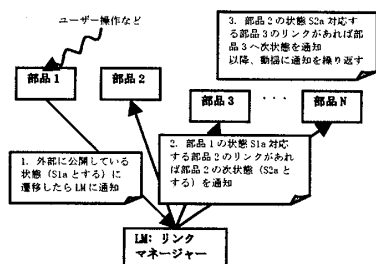 ユーザー操作など
3. 部品2の状態S2a対応す
る部品3のリンクがあれば部
品3へ次状態を通知
以降、動揺に通知を繰り返す
部品1
部品2
部品3
・・・
部品N
1. 外部に公開している
状態（S1aとする）に
遷移したらLMに通知
2. 部品1の状態S1a対応
する部品2のリンクがあ
れば部品2の次状態（S2aと
する）を通知
LM: リンク
マネージャー